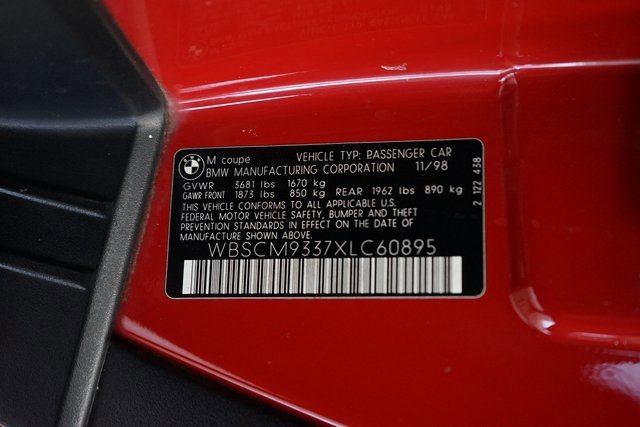 BMW
M coupe VEHICLE TYP: PASSENGER CAR
BMW MANUFACTURING CORPORATION 11/98
GVWR 3681 lbs 1670 kg
GAWR FRONT 1873 lbs 850 kg REAR 1962 lbs 890 kg
THIS VEHICLE CONFORMS TO ALL APPLICABLE U.S.
FEDERAL MOTOR VEHICLE SAFETY, BUMPER AND THEFT
PREVENTION STANDARDS IN EFFECT ON THE DATE OF
MANUFACTURE SHOWN ABOVE.
WBSCM9337XLC60895
2 122 438